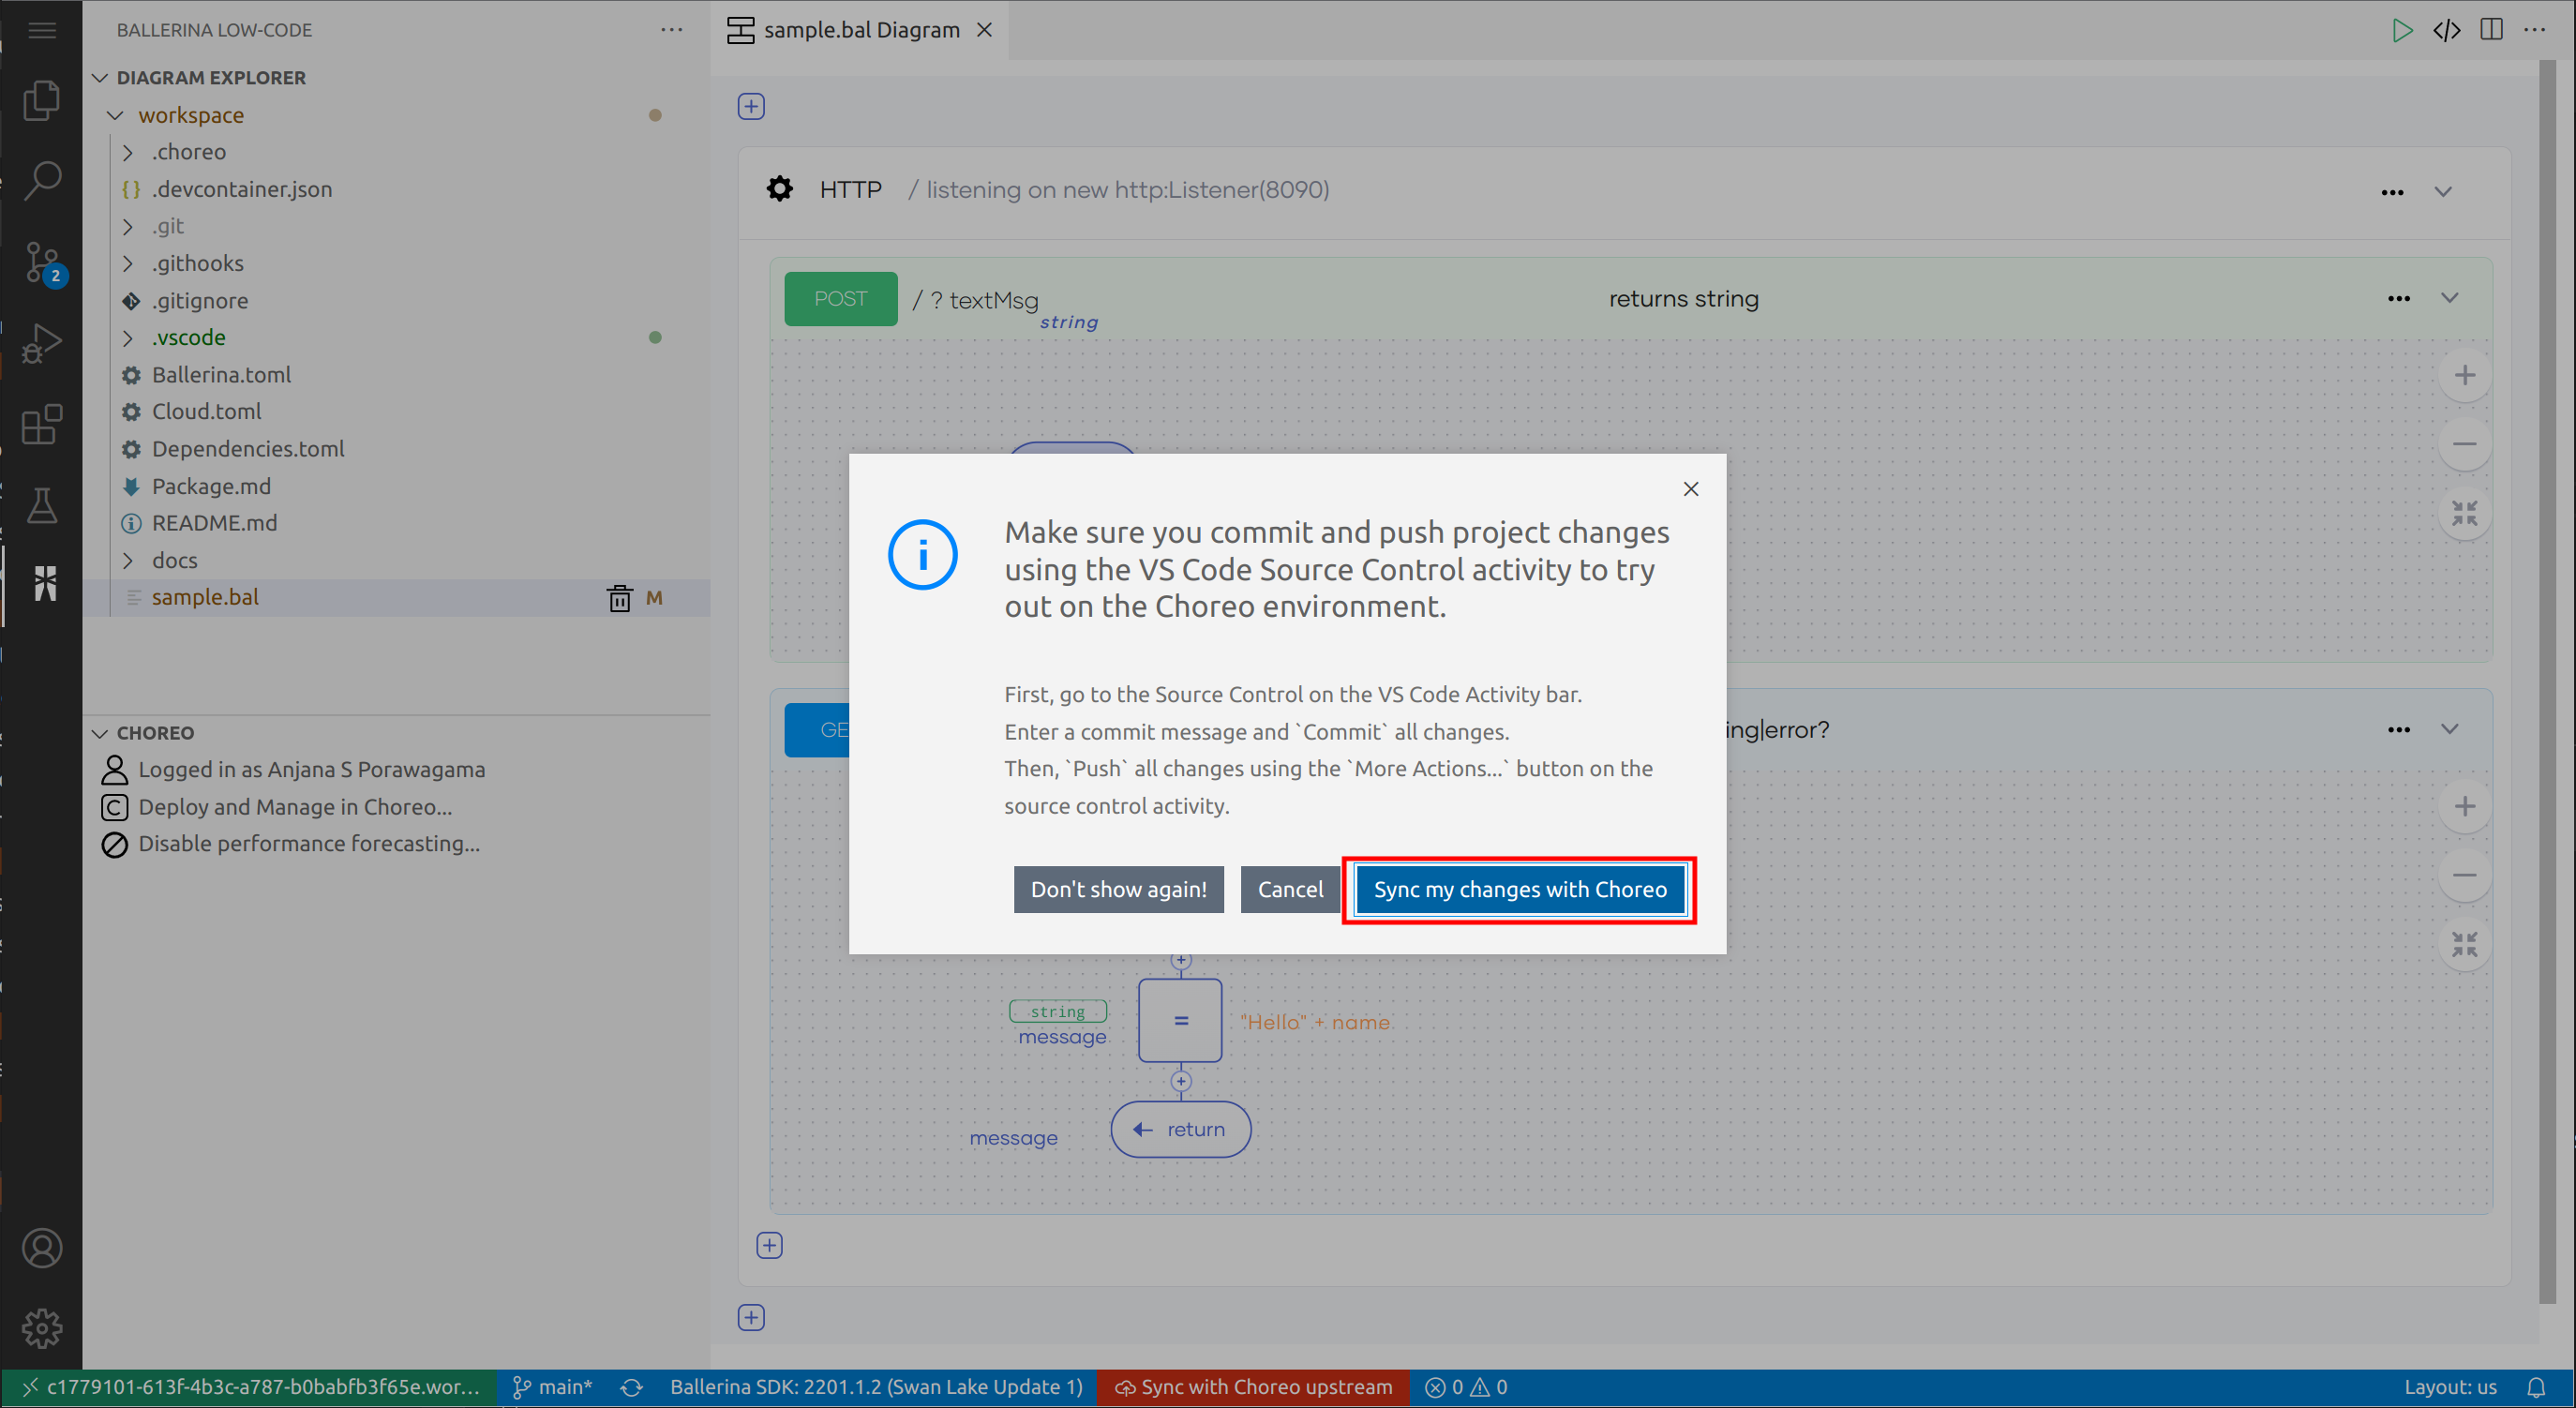 BALLERINA LOW-CODE
DIAGRAM EXPLORER
workspace
.choreo
{} .devcontainer.json
.git
.githooks
.gitignore
.vscode
Ballerina.toml
Cloud.toml
Dependencies.toml
Package.md
README.md
docs
sample.bal M
CHOREO
Logged in as Anjana S Porawagama
Deploy and Manage in Choreo...
Disable performance forecasting...
2
sample.bal Diagram
HTTP / listening on new http:Listener(8090)
POST / ? textMsg string returns string
GE ing|error?
Make sure you commit and push project changes
using the VS Code Source Control activity to try
out on the Choreo environment.
First, go to the Source Control on the VS Code Activity bar.
Enter a commit message and `Commit` all changes.
Then, `Push` all changes using the `More Actions...` button on the
source control activity.
Don't show again! Cancel Sync my changes with Choreo
string
message
=
"Hello" + name
message
return
c1779101-613f-4b3c-a787-b0babfb3f65e.wor... main* Ballerina SDK: 2201.1.2 (Swan Lake Update 1) Sync with Choreo upstream 0 0 Layout: us